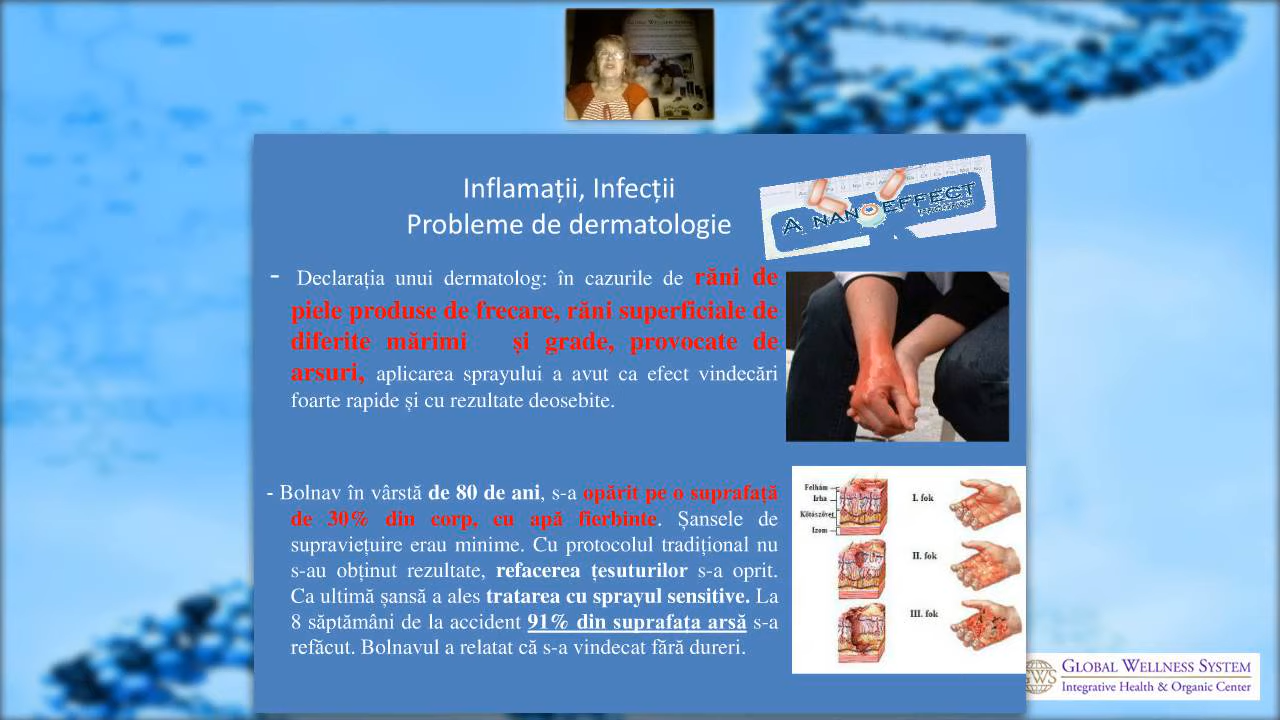 GLOBAL WELLNESS SYSTEM
Inflamații, Infecții
Probleme de dermatologie
A NANOEFFECT
- Declarația unui dermatolog: în cazurile de răni de
piele produse de frecare, răni superficiale de
diferite mărimi și grade, provocate de
arsuri, aplicarea sprayului a avut ca efect vindecări
foarte rapide și cu rezultate deosebite.
- Bolnav în vârstă de 80 de ani, s-a opărit pe o suprafață
de 30% din corp, cu apă fierbinte. Șansele de
supraviețuire erau minime. Cu protocolul tradițional nu
s-au obținut rezultate, refacerea țesuturilor s-a oprit.
Ca ultimă șansă a ales tratarea cu sprayul sensitive. La
8 săptămâni de la accident 91% din suprafața arsă s-a
refăcut. Bolnavul a relatat că s-a vindecat fără dureri.
Felhám
Irha
Kötőszövet
Izom
I. fok
II. fok
III. fok
GWS
GLOBAL WELLNESS SYSTEM
Integrative Health & Organic Center